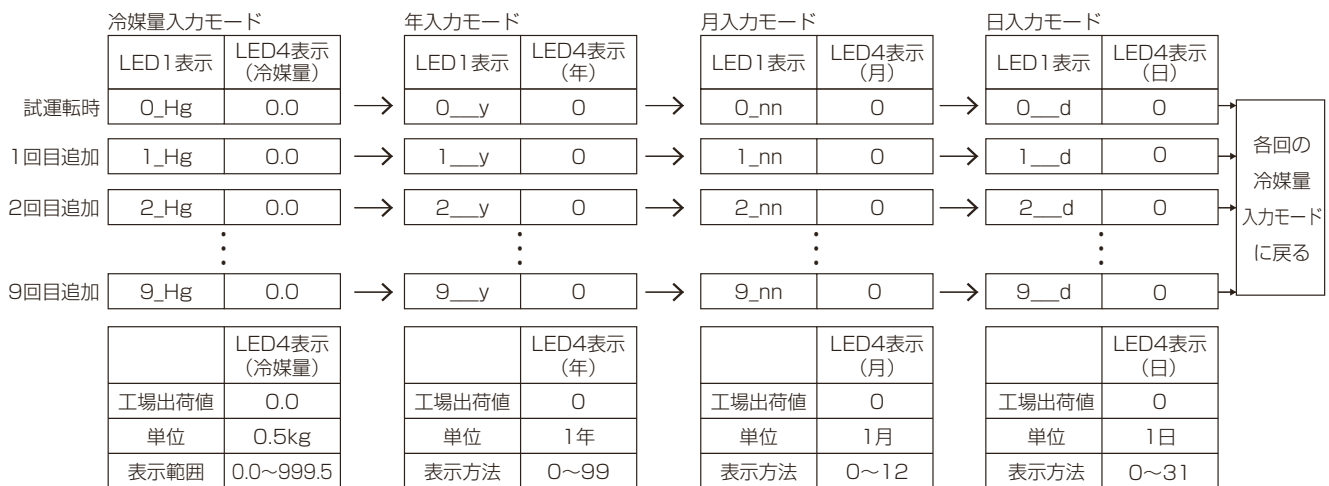 冷媒量入力モード 年入力モード 月入力モード 日入力モード
LED1表示 LED4表示(冷媒量) LED1表示 LED4表示(年) LED1表示 LED4表示(月) LED1表示 LED4表示(日)
試運転時 0_Hg 0.0 → 0__y 0 → 0_nn 0 → 0__d 0
1回目追加 1_Hg 0.0 → 1__y 0 → 1_nn 0 → 1__d 0
2回目追加 2_Hg 0.0 → 2__y 0 → 2_nn 0 → 2__d 0
9回目追加 9_Hg 0.0 → 9__y 0 → 9_nn 0 → 9__d 0
各回の
冷媒量
入力モード
に戻る
LED4表示(冷媒量) LED4表示(年) LED4表示(月) LED4表示(日)
工場出荷値 0.0 工場出荷値 0 工場出荷値 0 工場出荷値 0
単位 0.5kg 単位 1年 単位 1月 単位 1日
表示範囲 0.0〜999.5 表示方法 0〜99 表示方法 0〜12 表示方法 0〜31